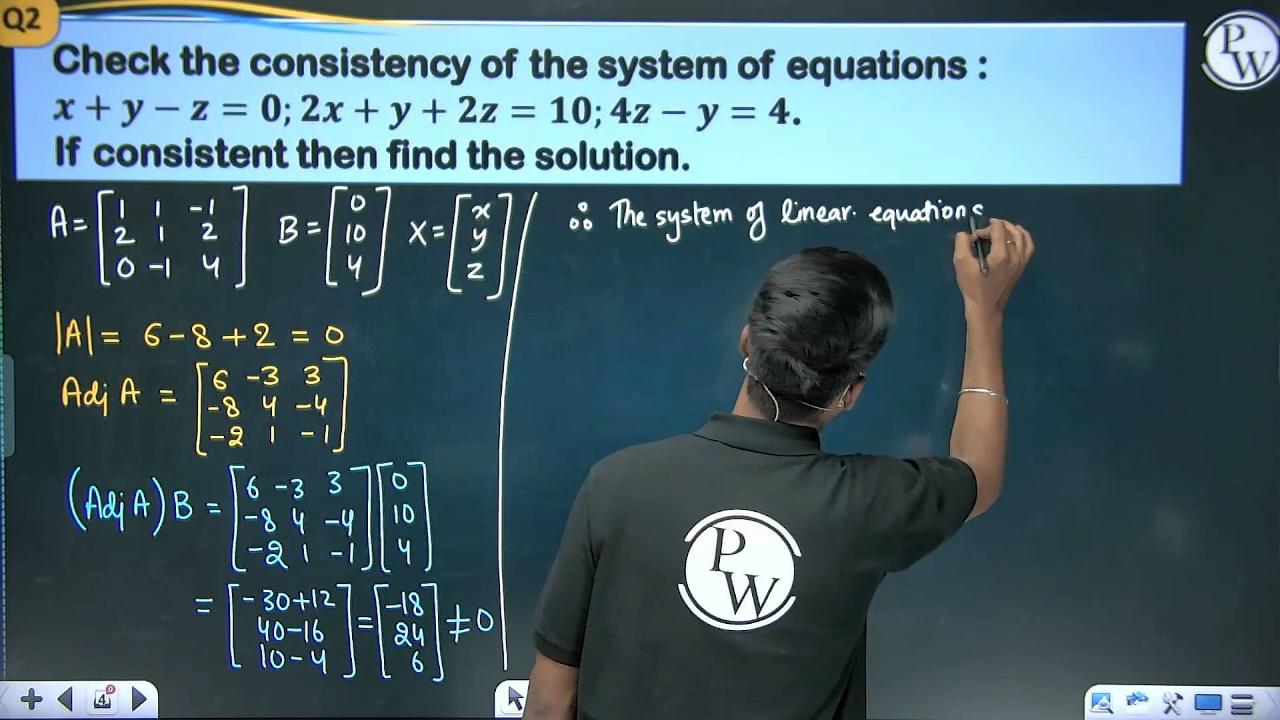 Q2
Check the consistency of the system of equations :
x + y − z = 0; 2x + y + 2z = 10; 4z − y = 4.
If consistent then find the solution.
PW
A = [1 1 -1
2 1 2
0 -1 4]
B = [0
10
4]
X = [x
y
z]
|A| = 6 - 8 + 2 = 0
Adj A = [6 -3 3
-8 4 -4
-2 1 -1]
(Adj A) B = [6 -3 3
-8 4 -4
-2 1 -1] [0
10
4]
= [-30+12
40-16
10-4] = [-18
24
6] ≠ 0
∴ The system of linear equations
PW
4